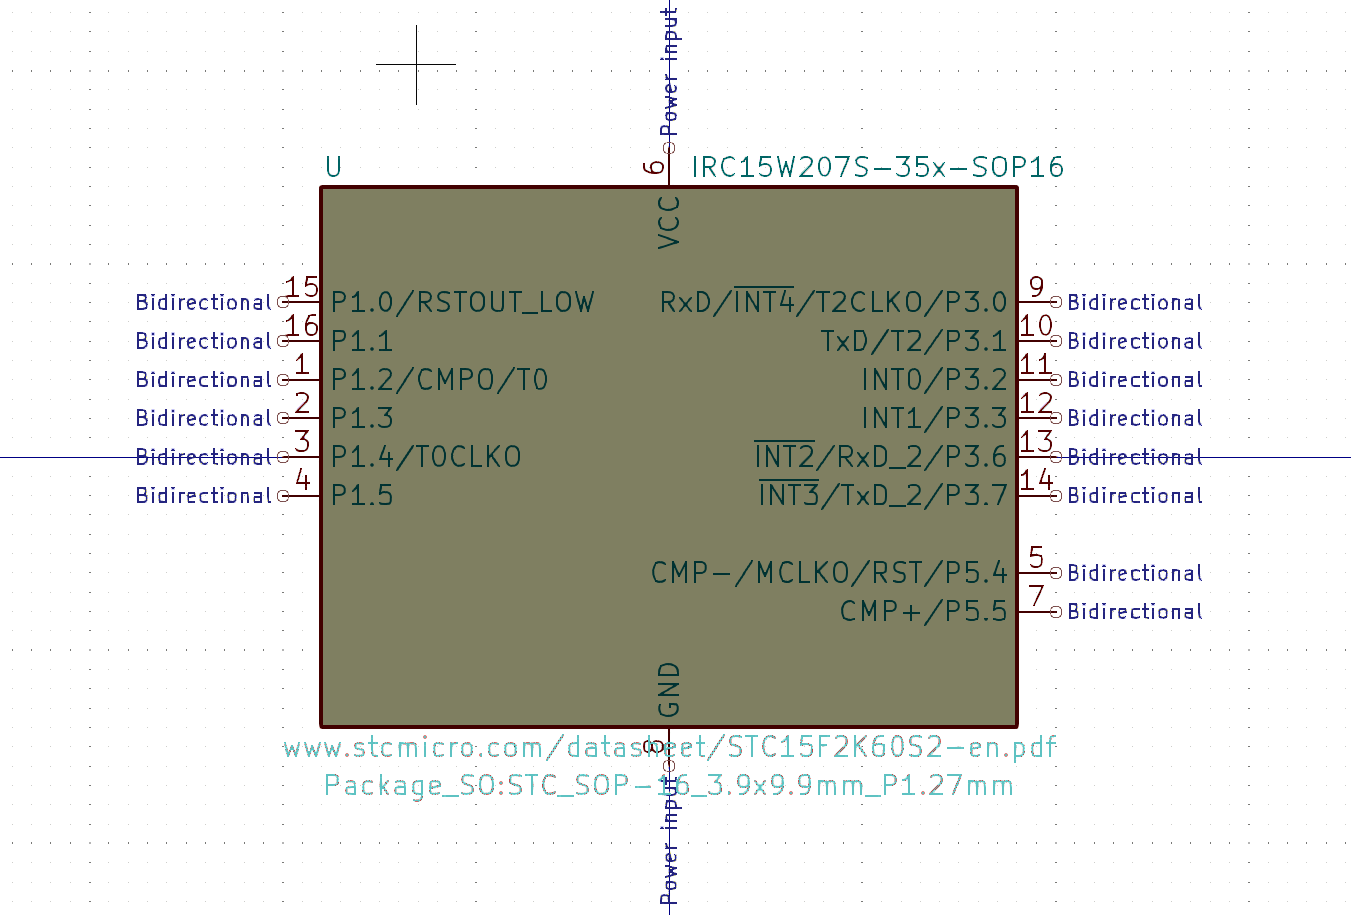 Power input
6
U
IRC15W207S-35x-SOP16
VCC
Bidirectional 15 P1.0/RSTOUT_LOW RxD/INT4/T2CLKO/P3.0 9 Bidirectional
Bidirectional 16 P1.1 TxD/T2/P3.1 10 Bidirectional
Bidirectional 1 P1.2/CMPO/T0 INT0/P3.2 11 Bidirectional
Bidirectional 2 P1.3 INT1/P3.3 12 Bidirectional
Bidirectional 3 P1.4/T0CLKO INT2/RxD_2/P3.6 13 Bidirectional
Bidirectional 4 P1.5 INT3/TxD_2/P3.7 14 Bidirectional
CMP-/MCLKO/RST/P5.4 5 Bidirectional
CMP+/P5.5 7 Bidirectional
GND
8
www.stcmicro.com/datasheet/STC15F2K60S2-en.pdf
Package_SO:STC_SOP-16_3.9x9.9mm_P1.27mm
Power input